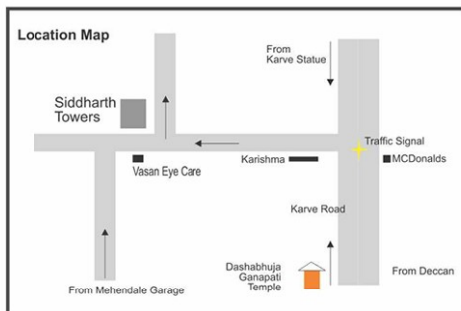 Location Map
From
Karve Statue
Siddharth
Towers
Traffic Signal
Vasan Eye Care
Karishma
MCDonalds
Karve Road
Dashabhuja
Ganapati
Temple
From Deccan
From Mehendale Garage